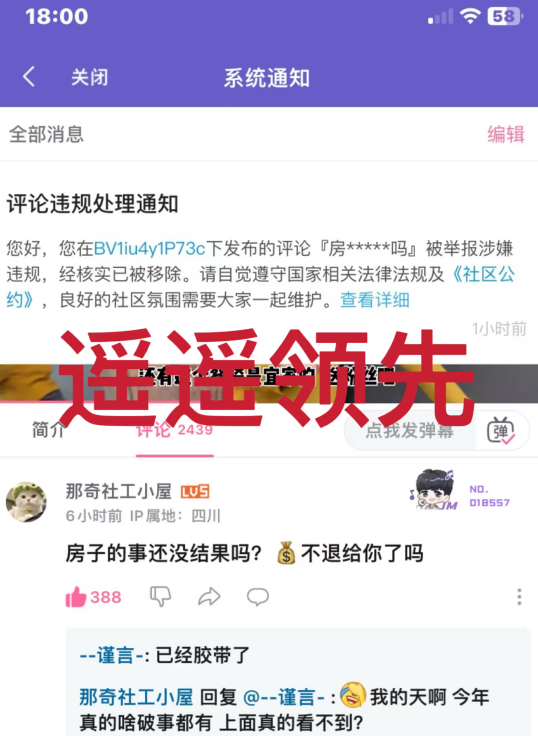 18:00
58
关闭
系统通知
全部消息
编辑
评论违规处理通知
您好，您在BV1iu4y1P73c下发布的评论『房*****吗』被举报涉嫌
违规，经核实已被移除。请自觉遵守国家相关法律法规及《社区公
约》，良好的社区氛围需要大家一起维护。查看详细
1小时前
遥遥领先
简介
评论 2439
点我发弹幕
弹
那奇社工小屋 LV5
NO.
018557
6小时前 IP属地：四川
房子的事还没结果吗？💰不退给你了吗
388
--谨言-: 已经胶带了
那奇社工小屋 回复 @--谨言- : 🤣我的天啊 今年
真的啥破事都有 上面真的看不到?